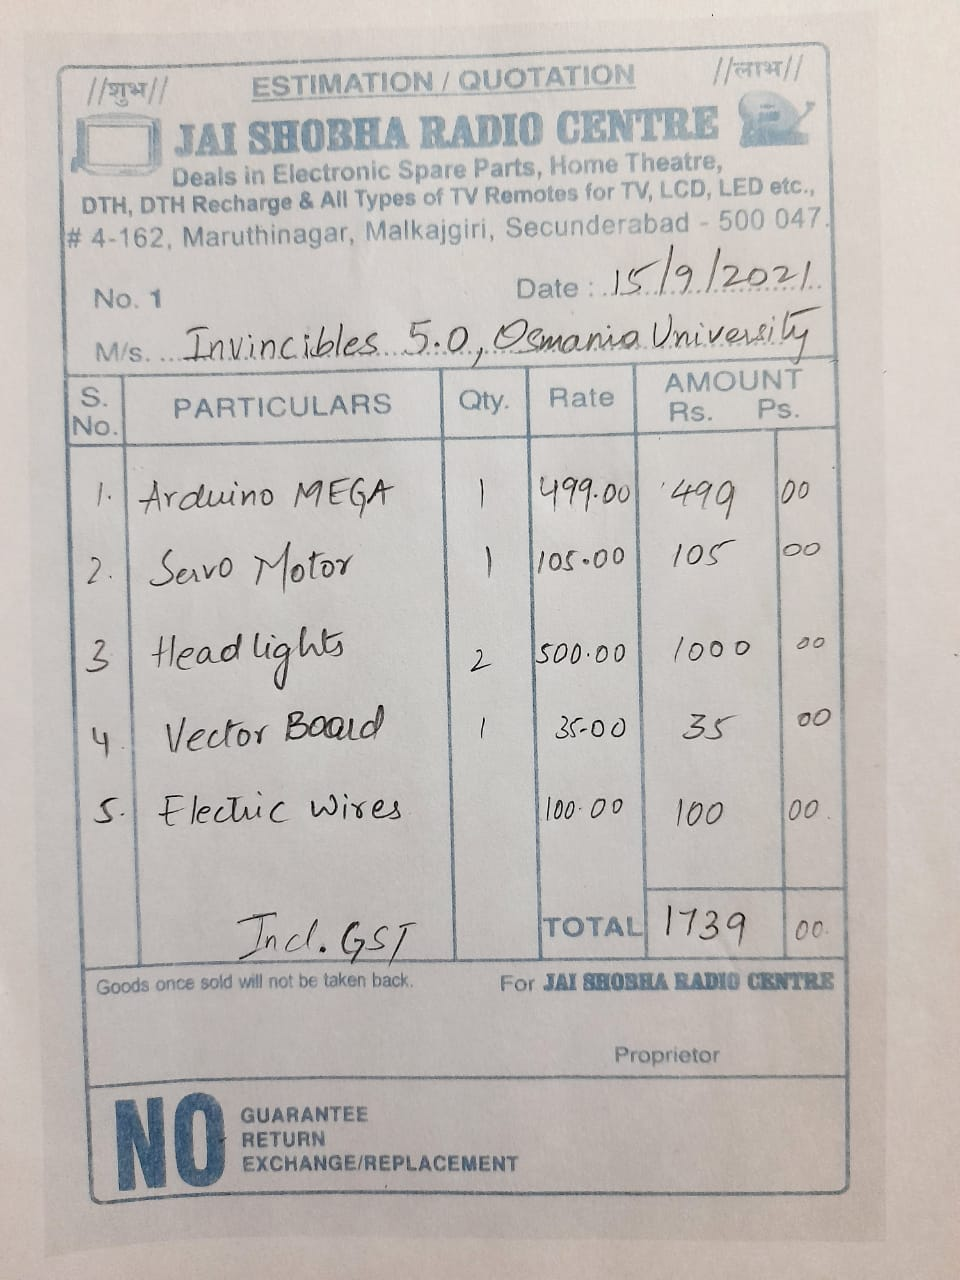 //शुभ// ESTIMATION / QUOTATION //लाभ//
JAI SHOBHA RADIO CENTRE
Deals in Electronic Spare Parts, Home Theatre,
DTH, DTH Recharge & All Types of TV Remotes for TV, LCD, LED etc.,
# 4-162, Maruthinagar, Malkajgiri, Secunderabad - 500 047.
No. 1 Date : 15/9/2021
M/s. Invincibles 5.0, Osmania University
S. No. PARTICULARS Qty. Rate AMOUNT Rs. Ps.
1. Arduino MEGA 1 499.00 499 00
2. Servo Motor 1 105.00 105 00
3 Head lights 2 500.00 1000 00
4. Vector Board 1 35-00 35 00
5. Electric Wires 100.00 100 00.
Incl. GST TOTAL 1739 00.
Goods once sold will not be taken back. For JAI SHOBHA RADIO CENTRE
Proprietor
NO GUARANTEE
RETURN
EXCHANGE/REPLACEMENT